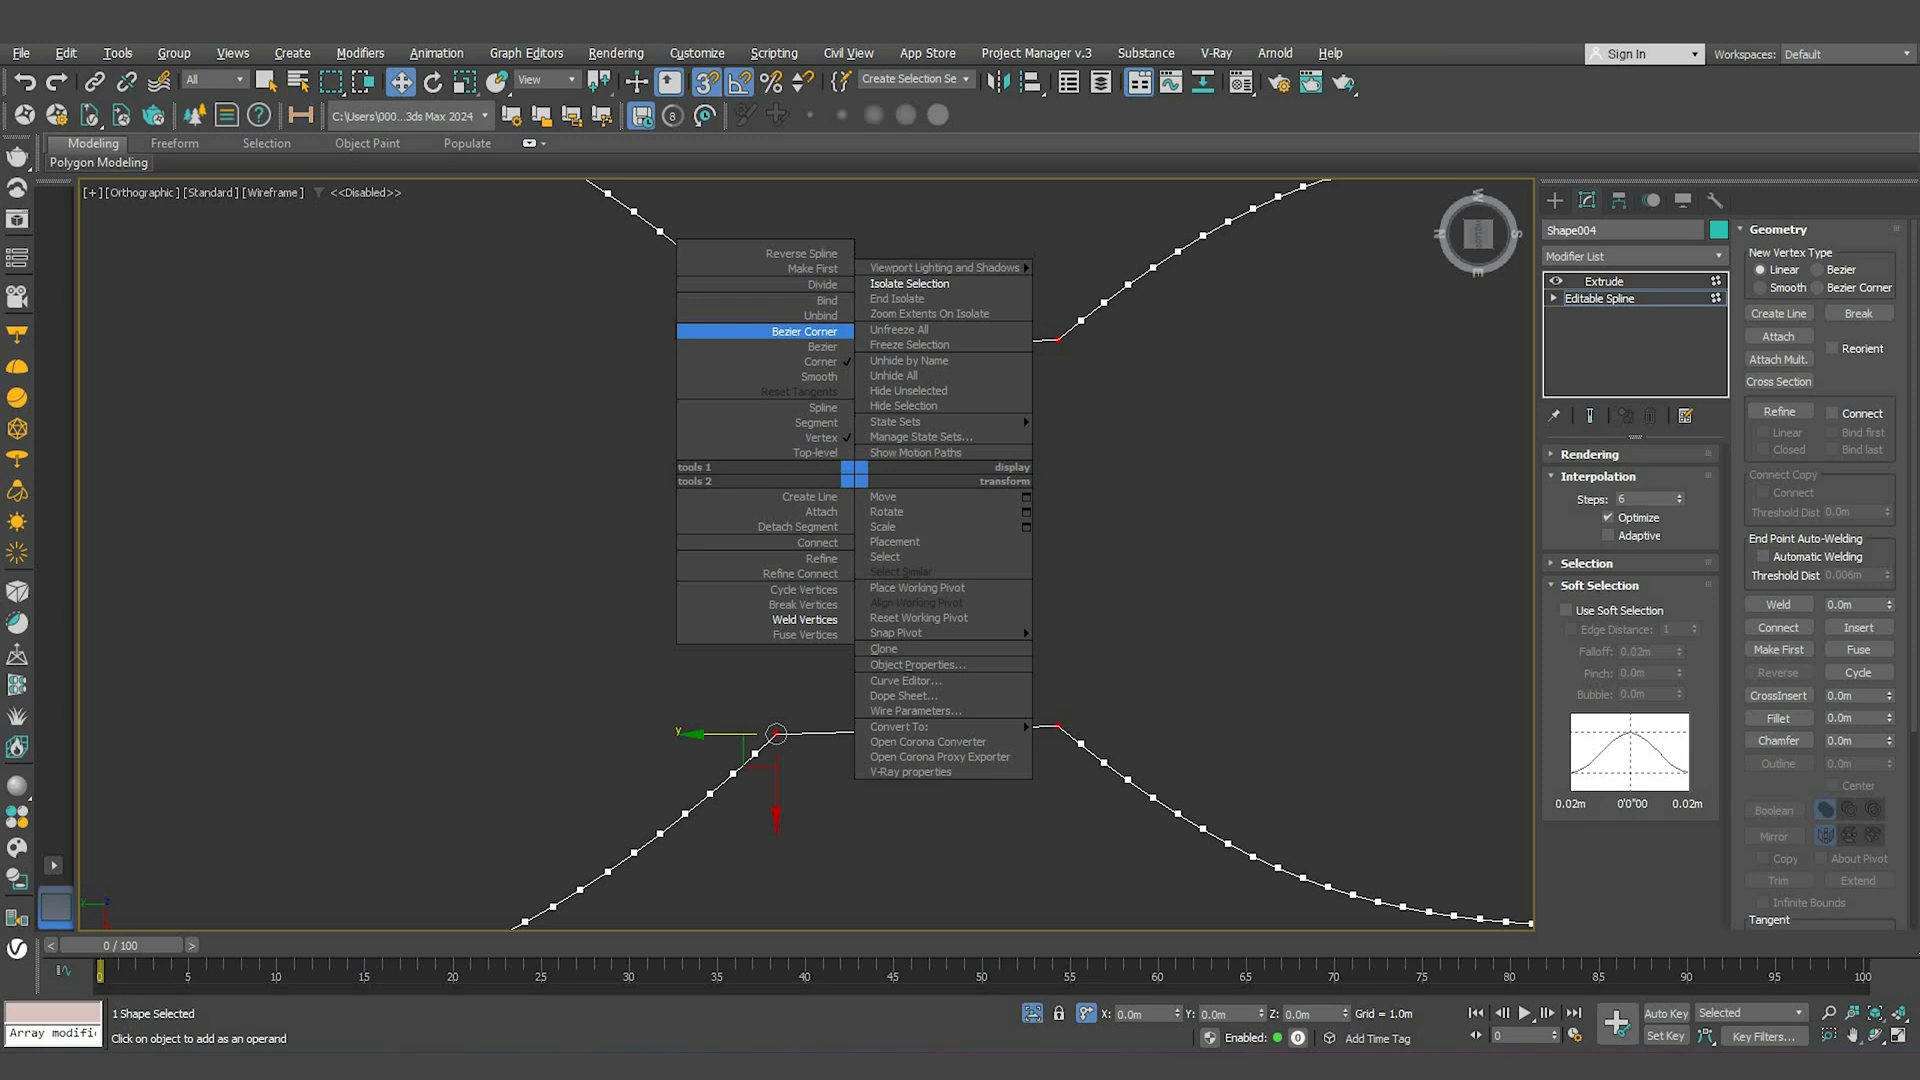 File Edit Tools Group Views Create Modifiers Animation Graph Editors Rendering Customize Scripting Civil View App Store Project Manager v.3 Substance V-Ray Arnold Help
Sign In Workspaces: Default
All View Create Selection Se
C:\Users\000...3ds Max 2024
Modeling Freeform Selection Object Paint Populate
Polygon Modeling
[+] [Orthographic] [Standard] [Wireframe] <<Disabled>>
W N S E
BOTTOM
Reverse Spline
Make First
Divide
Bind
Unbind
Bezier Corner
Bezier
Corner ✓
Smooth
Reset Tangents
Spline
Segment
Vertex ✓
Top-level
tools 1
tools 2
Create Line
Attach
Detach Segment
Connect
Refine
Refine Connect
Cycle Vertices
Break Vertices
Weld Vertices
Fuse Vertices
Viewport Lighting and Shadows
Isolate Selection
End Isolate
Zoom Extents On Isolate
Unfreeze All
Freeze Selection
Unhide by Name
Unhide All
Hide Unselected
Hide Selection
State Sets
Manage State Sets...
Show Motion Paths
display
transform
Move
Rotate
Scale
Placement
Select
Select Similar
Place Working Pivot
Align Working Pivot
Reset Working Pivot
Snap Pivot
Clone
Object Properties...
Curve Editor...
Dope Sheet...
Wire Parameters...
Convert To:
Open Corona Converter
Open Corona Proxy Exporter
V-Ray properties
y
Shape004
Modifier List
Extrude
Editable Spline
Rendering
Interpolation
Steps: 6
Optimize
Adaptive
Selection
Soft Selection
Use Soft Selection
Edge Distance: 1
Falloff: 0.02m
Pinch: 0.0m
Bubble: 0.0m
0.02m 0'0"00 0.02m
Geometry
New Vertex Type
Linear Bezier
Smooth Bezier Corner
Create Line Break
Attach
Reorient
Attach Mult.
Cross Section
Refine Connect
Linear Bind first
Closed Bind last
Connect Copy
Connect
Threshold Dist 0.0m
End Point Auto-Welding
Automatic Welding
Threshold Dist 0.006m
Weld 0.0m
Connect Insert
Make First Fuse
Reverse Cycle
CrossInsert 0.0m
Fillet 0.0m
Chamfer 0.0m
Outline 0.0m
Center
Boolean
Mirror
Copy About Pivot
Trim Extend
Infinite Bounds
Tangent
< 0 / 100 >
0 5 10 15 20 25 30 35 40 45 50 55 60 65 70 75 80 85 90 95 100
1 Shape Selected
X: 0.0m Y: 0.0m Z: 0.0m Grid = 1.0m
Auto Key Selected
Array modifi
Click on object to add as an operand
Enabled: 0 Add Time Tag
0 Set Key Key Filters...